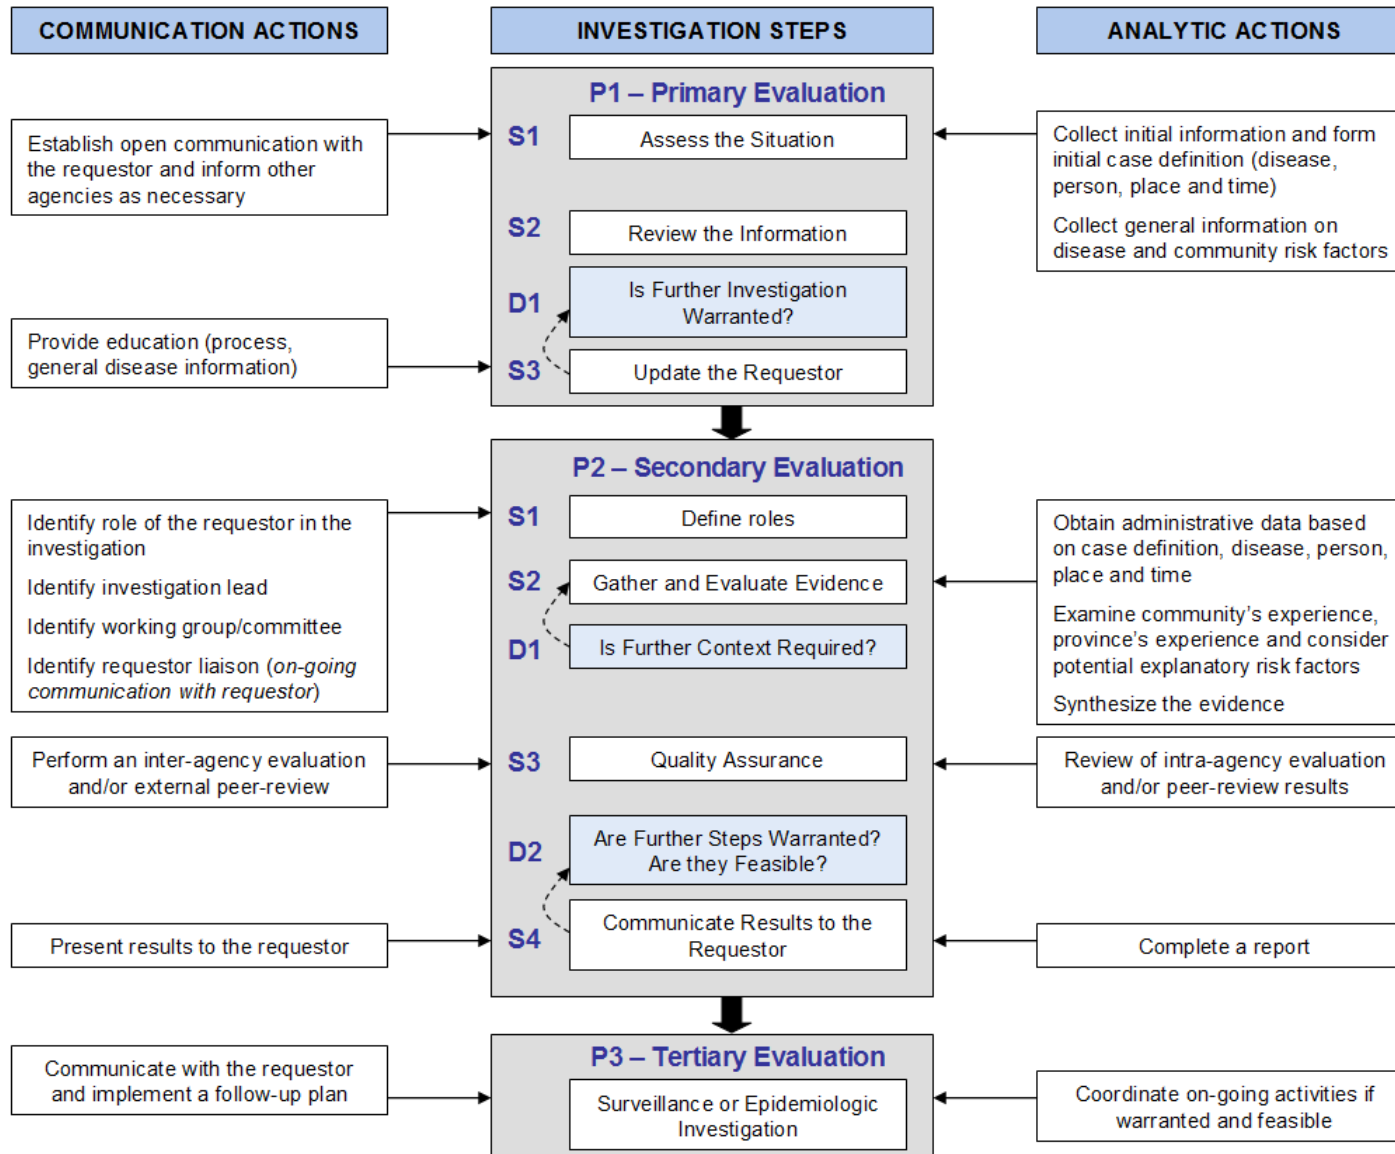 COMMUNICATION ACTIONS
INVESTIGATION STEPS
ANALYTIC ACTIONS
P1 – Primary Evaluation
Establish open communication with
the requestor and inform other
agencies as necessary
S1
Assess the Situation
Collect initial information and form
initial case definition (disease,
person, place and time)
Collect general information on
disease and community risk factors
S2
Review the Information
D1
Is Further Investigation
Warranted?
Provide education (process,
general disease information)
S3
Update the Requestor
P2 – Secondary Evaluation
Identify role of the requestor in the
investigation
Identify investigation lead
Identify working group/committee
Identify requestor liaison (on-going
communication with requestor)
S1
Define roles
S2
Gather and Evaluate Evidence
D1
Is Further Context Required?
Obtain administrative data based
on case definition, disease, person,
place and time
Examine community’s experience,
province’s experience and consider
potential explanatory risk factors
Synthesize the evidence
Perform an inter-agency evaluation
and/or external peer-review
S3
Quality Assurance
Review of intra-agency evaluation
and/or peer-review results
D2
Are Further Steps Warranted?
Are they Feasible?
Present results to the requestor
S4
Communicate Results to the
Requestor
Complete a report
P3 – Tertiary Evaluation
Communicate with the requestor
and implement a follow-up plan
Surveillance or Epidemiologic
Investigation
Coordinate on-going activities if
warranted and feasible